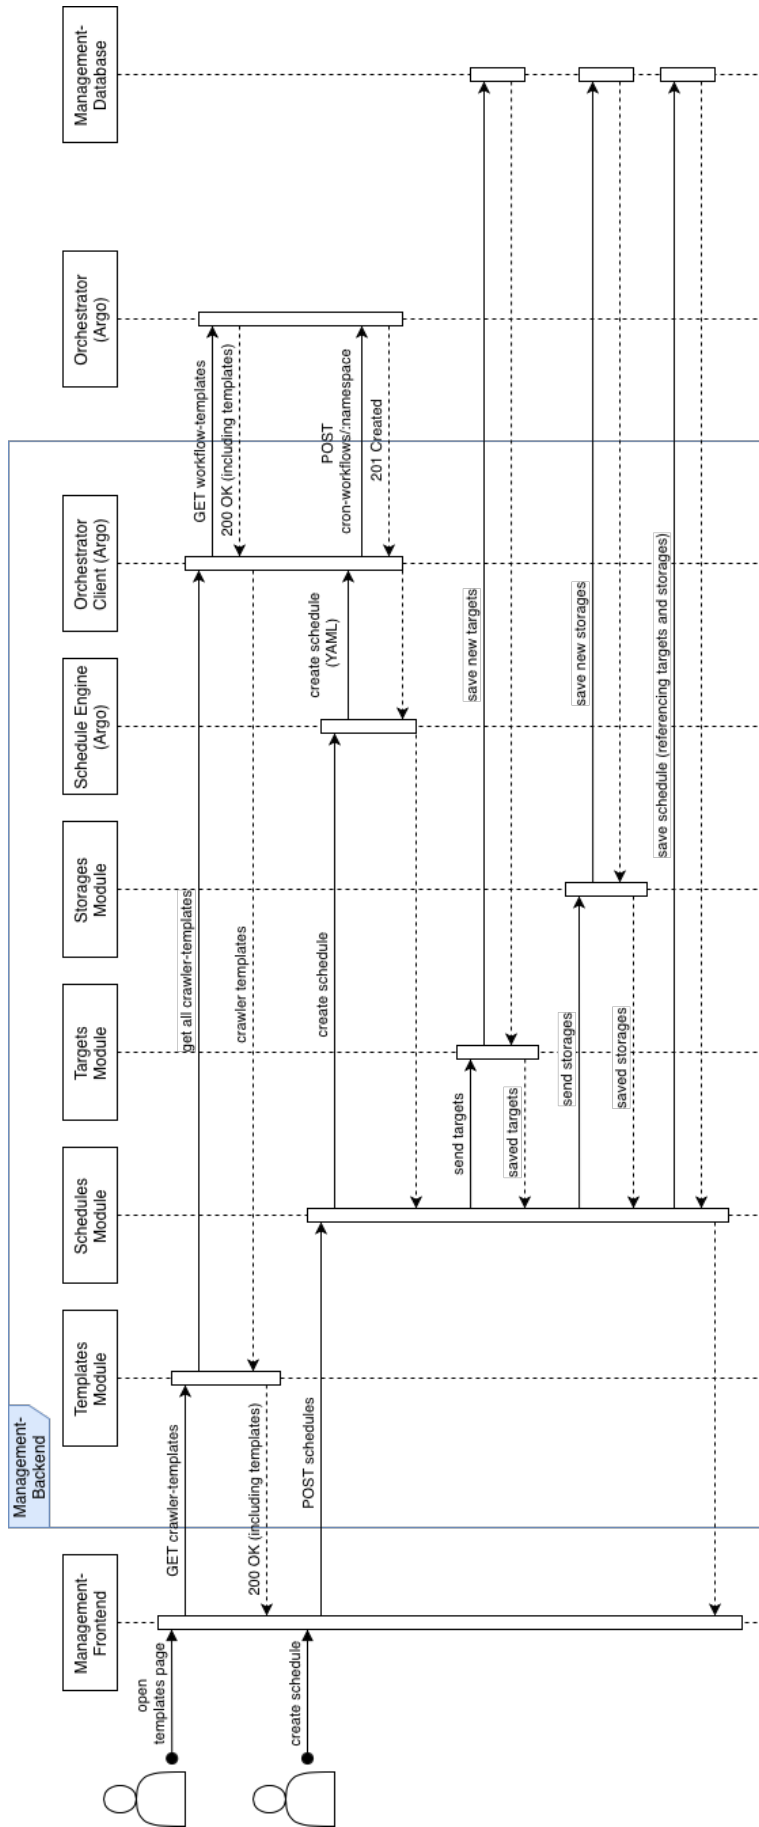 Management-
Backend
Management-
Frontend
Templates
Module
Schedules
Module
Targets
Module
Storages
Module
Schedule Engine
(Argo)
Orchestrator
Client (Argo)
Orchestrator
(Argo)
Management-
Database
open
templates page
GET crawler-templates
get all crawler-templates
GET workflow-templates
200 OK (including templates)
crawler templates
200 OK (including templates)
create schedule
POST schedules
create schedule
create schedule
(YAML)
POST
cron-workflows/:namespace
201 Created
send targets
save new targets
saved targets
send storages
save new storages
saved storages
save schedule (referencing targets and storages)